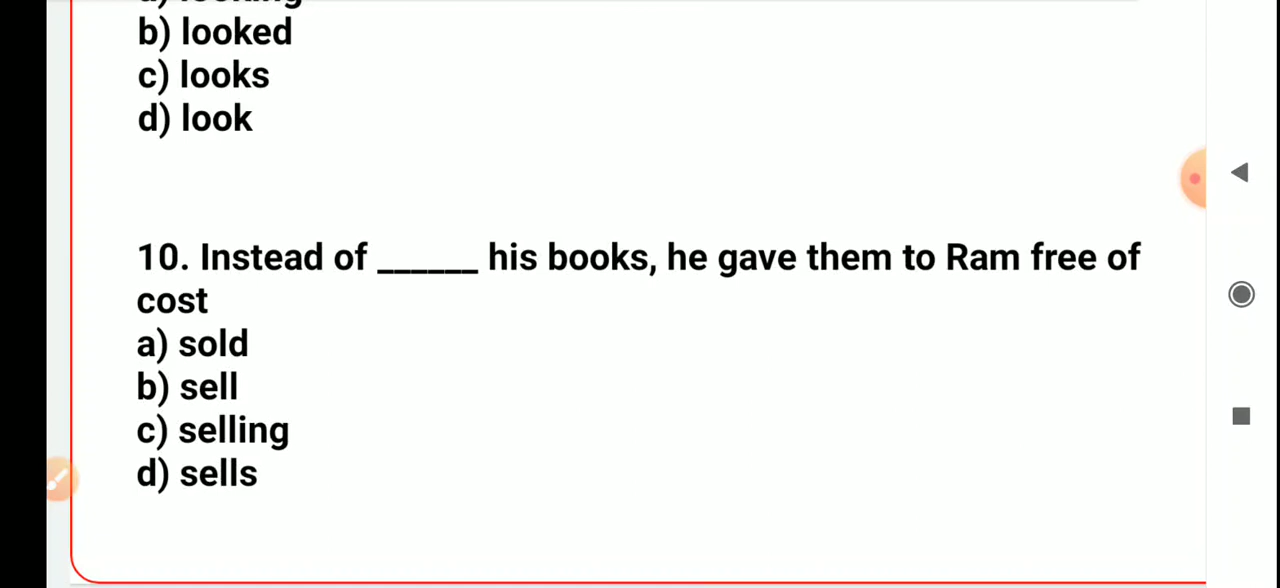 b) looked
c) looks
d) look
10. Instead of ______ his books, he gave them to Ram free of
cost
a) sold
b) sell
c) selling
d) sells